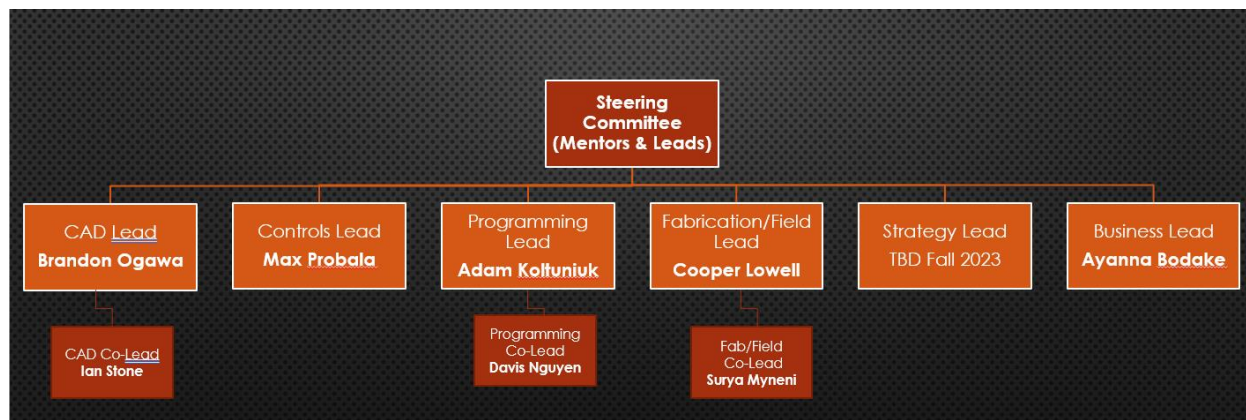 Steering
Committee
(Mentors & Leads)
CAD Lead
Brandon Ogawa
Controls Lead
Max Probala
Programming
Lead
Adam Kołtuniuk
Fabrication/Field
Lead
Cooper Lowell
Strategy Lead
TBD Fall 2023
Business Lead
Ayanna Bodake
CAD Co-Lead
Ian Stone
Programming
Co-Lead
Davis Nguyen
Fab/Field
Co-Lead
Surya Myneni